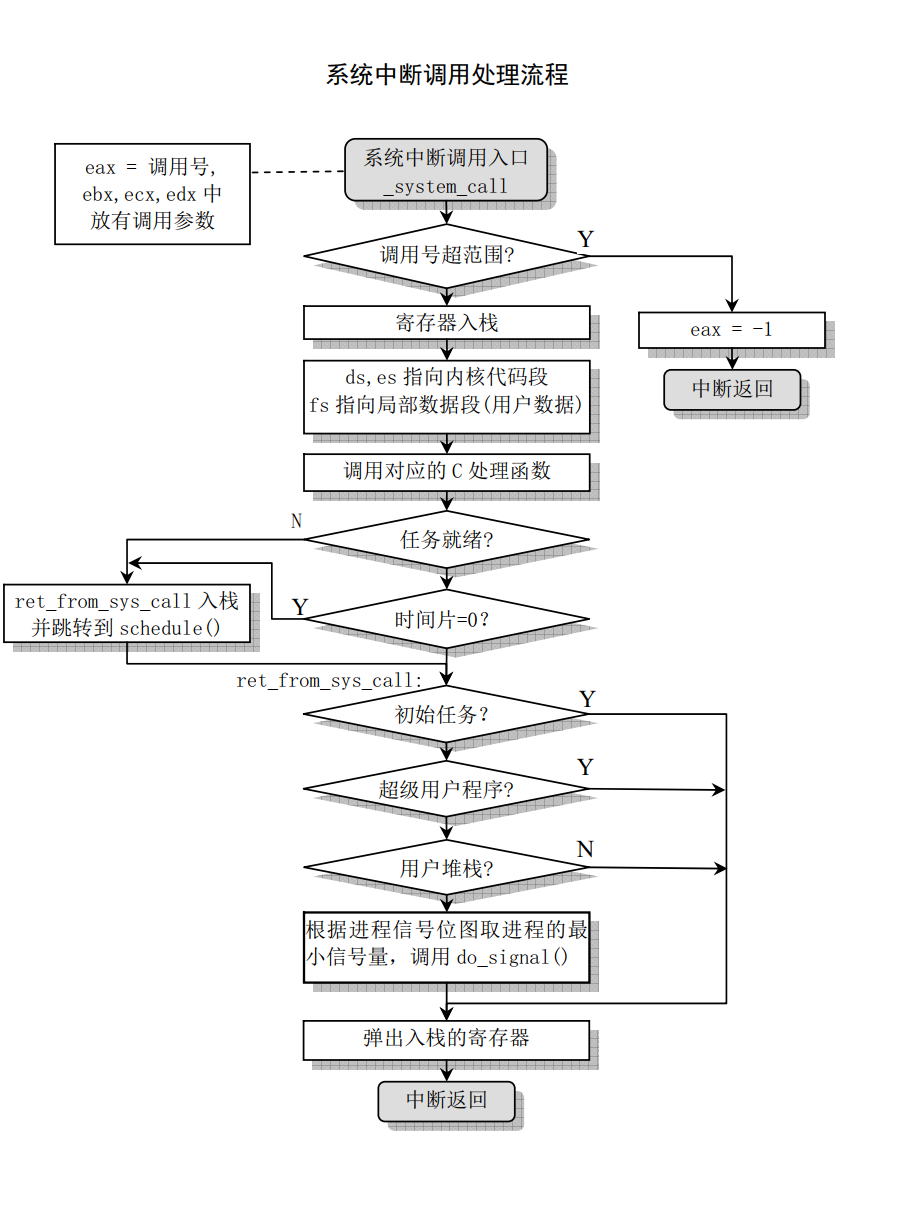 系统中断调用处理流程
eax = 调用号,
ebx,ecx,edx 中
放有调用参数
系统中断调用入口
_system_call
调用号超范围?
Y
寄存器入栈
eax = -1
ds,es 指向内核代码段
fs 指向局部数据段(用户数据)
中断返回
调用对应的 C 处理函数
N
任务就绪?
ret_from_sys_call 入栈
并跳转到 schedule()
Y
时间片=0?
ret_from_sys_call:
初始任务?
Y
超级用户程序?
Y
用户堆栈?
N
根据进程信号位图取进程的最
小信号量，调用 do_signal()
弹出入栈的寄存器
中断返回